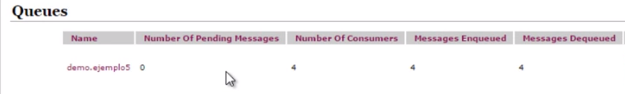 Queues
Name Number Of Pending Messages Number Of Consumers Messages Enqueued Messages Dequeued
demo.ejemplo5 0 4 4 4